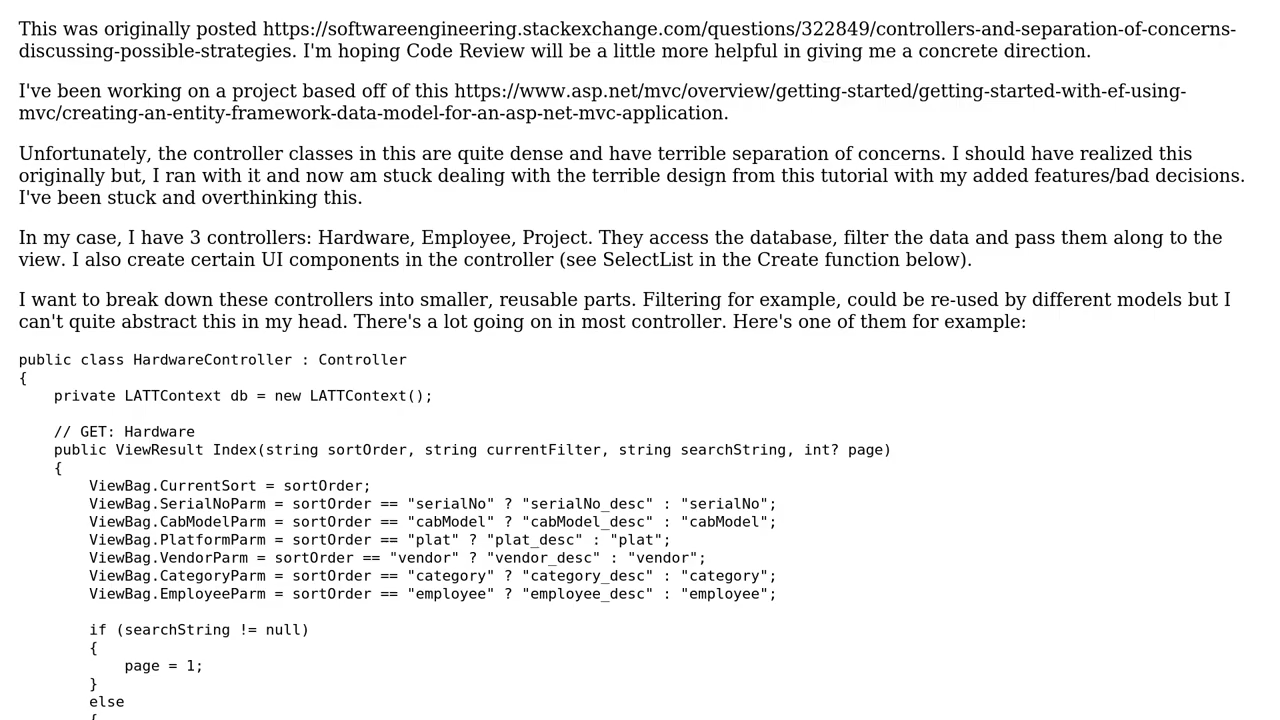 This was originally posted https://softwareengineering.stackexchange.com/questions/322849/controllers-and-separation-of-concerns-
discussing-possible-strategies. I'm hoping Code Review will be a little more helpful in giving me a concrete direction.
I've been working on a project based off of this https://www.asp.net/mvc/overview/getting-started/getting-started-with-ef-using-
mvc/creating-an-entity-framework-data-model-for-an-asp-net-mvc-application.
Unfortunately, the controller classes in this are quite dense and have terrible separation of concerns. I should have realized this
originally but, I ran with it and now am stuck dealing with the terrible design from this tutorial with my added features/bad decisions.
I've been stuck and overthinking this.
In my case, I have 3 controllers: Hardware, Employee, Project. They access the database, filter the data and pass them along to the
view. I also create certain UI components in the controller (see SelectList in the Create function below).
I want to break down these controllers into smaller, reusable parts. Filtering for example, could be re-used by different models but I
can't quite abstract this in my head. There's a lot going on in most controller. Here's one of them for example:
public class HardwareController : Controller
{
    private LATTContext db = new LATTContext();
    // GET: Hardware
    public ViewResult Index(string sortOrder, string currentFilter, string searchString, int? page)
    {
        ViewBag.CurrentSort = sortOrder;
        ViewBag.SerialNoParm = sortOrder == "serialNo" ? "serialNo_desc" : "serialNo";
        ViewBag.CabModelParm = sortOrder == "cabModel" ? "cabModel_desc" : "cabModel";
        ViewBag.PlatformParm = sortOrder == "plat" ? "plat_desc" : "plat";
        ViewBag.VendorParm = sortOrder == "vendor" ? "vendor_desc" : "vendor";
        ViewBag.CategoryParm = sortOrder == "category" ? "category_desc" : "category";
        ViewBag.EmployeeParm = sortOrder == "employee" ? "employee_desc" : "employee";
        if (searchString != null)
        {
            page = 1;
        }
        else
        {